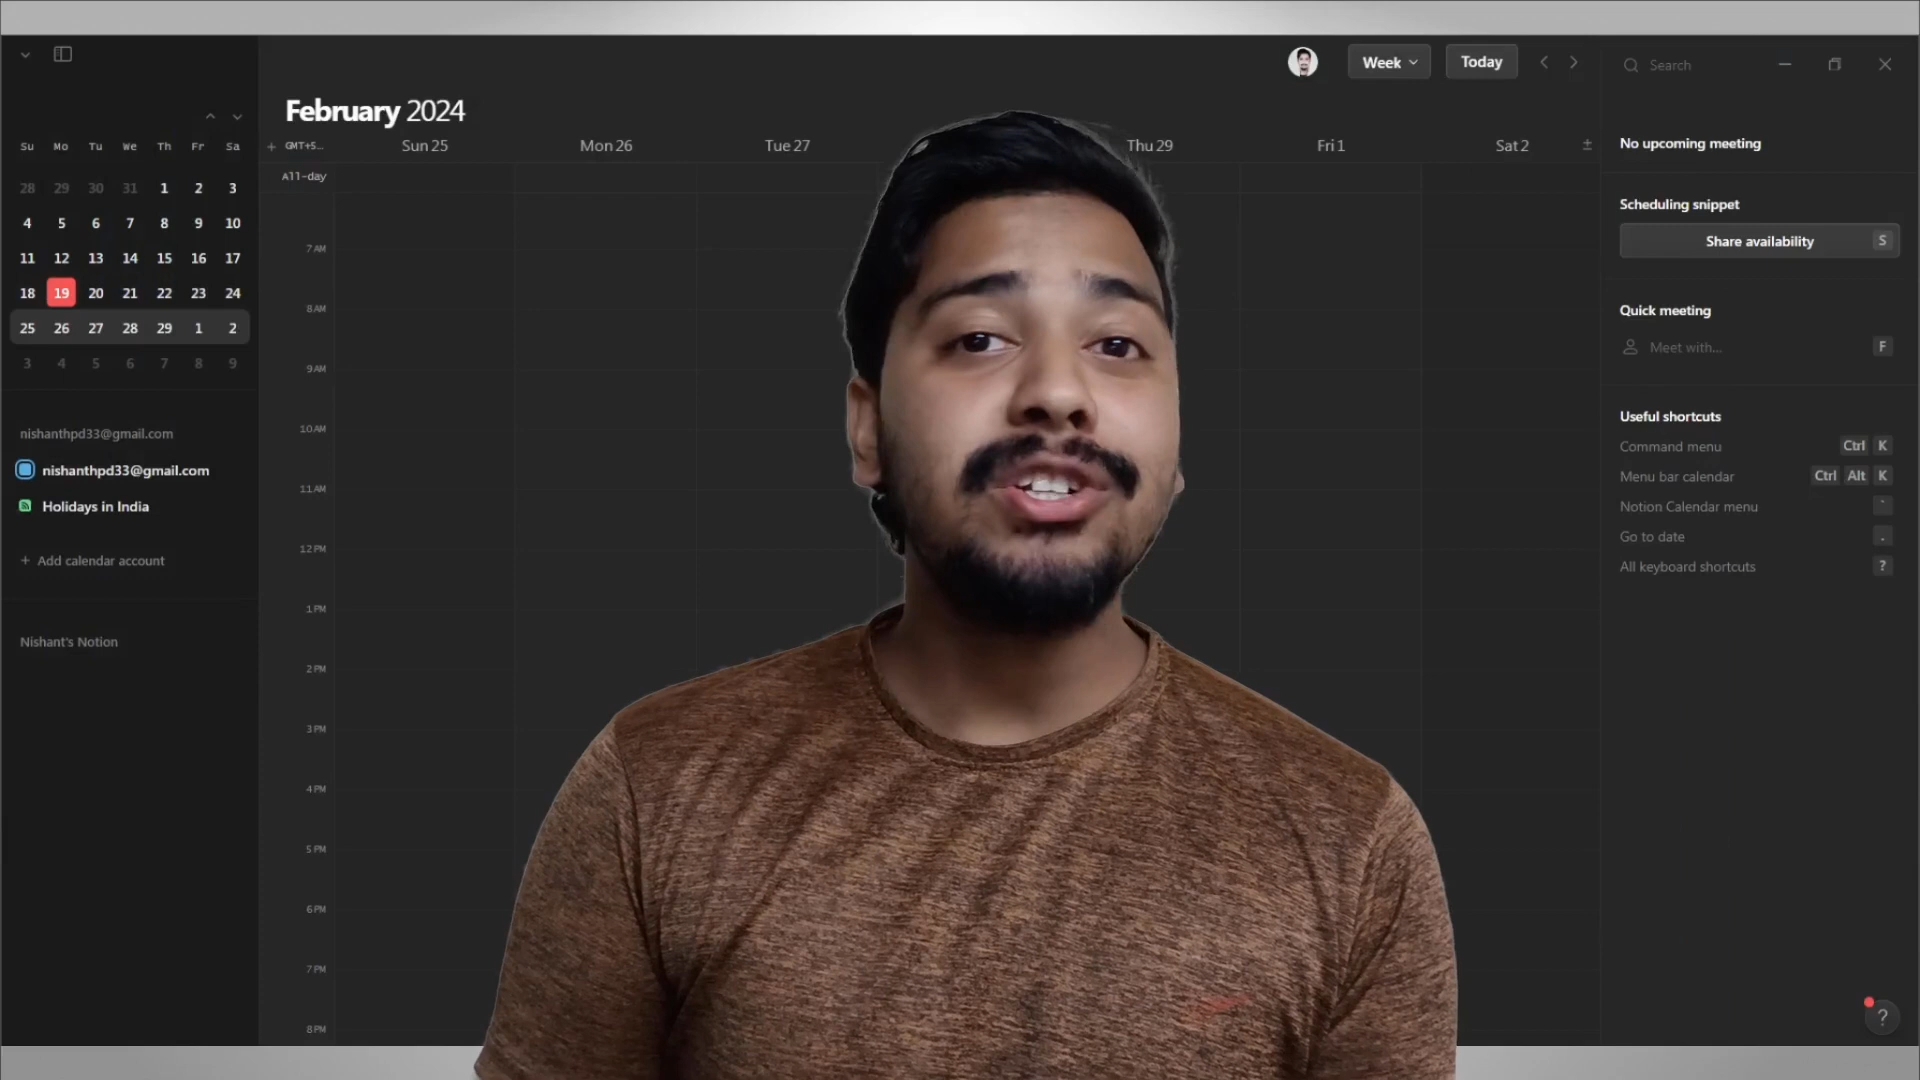 Week
Today
Search
February 2024
Su Mo Tu We Th Fr Sa
28 29 30 31 1 2 3
4 5 6 7 8 9 10
11 12 13 14 15 16 17
18 19 20 21 22 23 24
25 26 27 28 29 1 2
3 4 5 6 7 8 9
nishanthpd33@gmail.com
nishanthpd33@gmail.com
Holidays in India
+ Add calendar account
Nishant's Notion
+ GMT+5... Sun 25 Mon 26 Tue 27 Thu 29 Fri 1 Sat 2
All-day
7 AM
8 AM
9 AM
10 AM
11 AM
12 PM
1 PM
2 PM
3 PM
4 PM
5 PM
6 PM
7 PM
8 PM
No upcoming meeting
Scheduling snippet
Share availability S
Quick meeting
Meet with... F
Useful shortcuts
Command menu Ctrl K
Menu bar calendar Ctrl Alt K
Notion Calendar menu `
Go to date .
All keyboard shortcuts ?
?